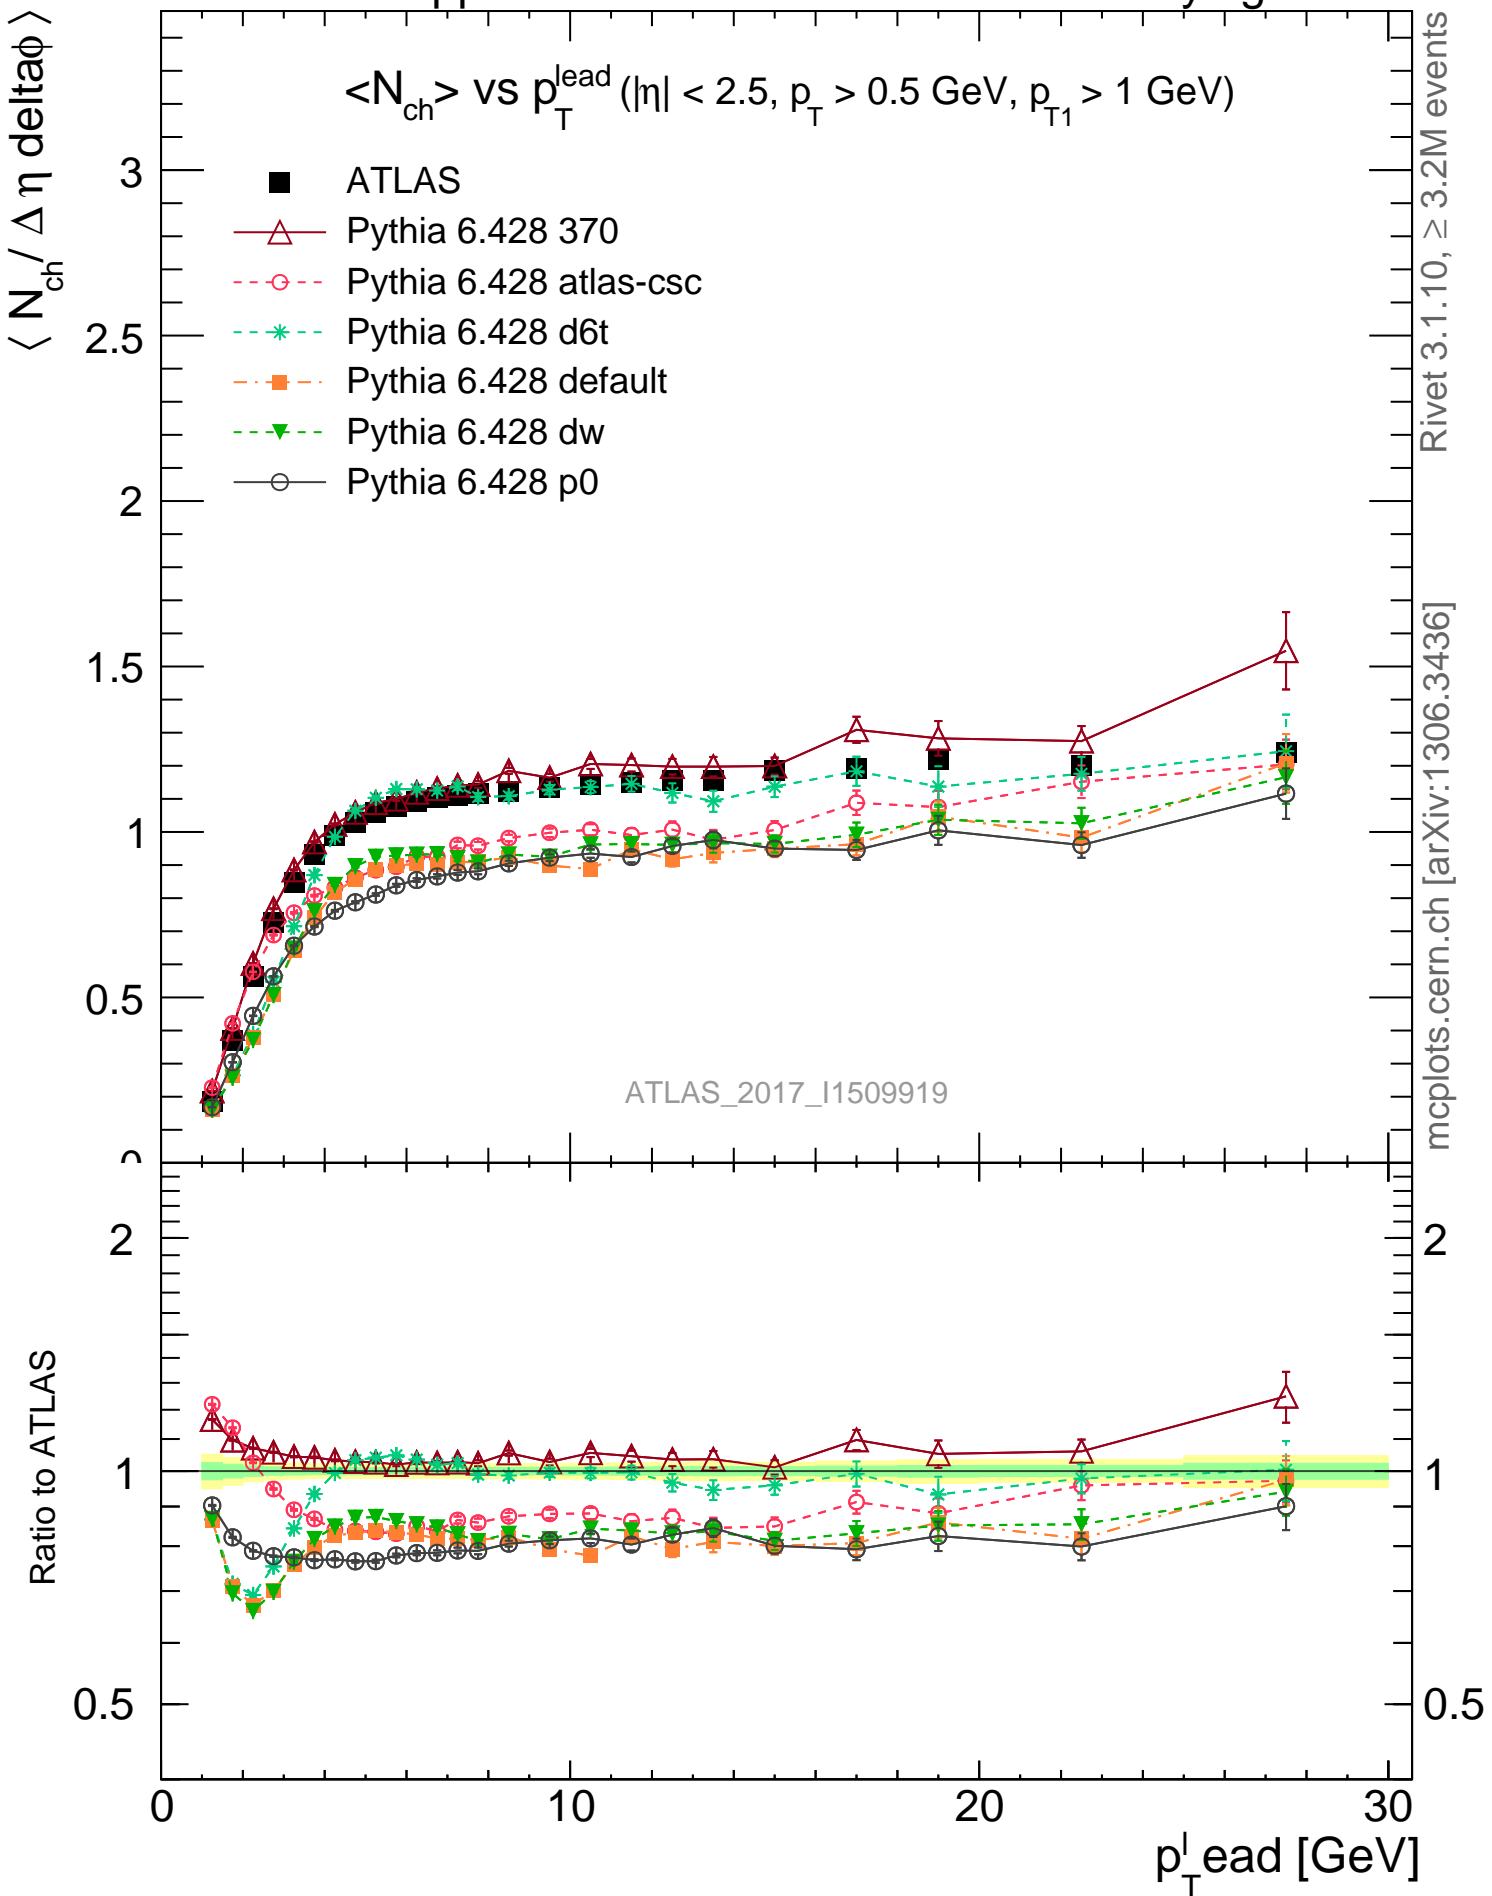 pp
⟨ N_ch / Δ η deltaϕ ⟩
<N_ch> vs p_T^lead (|η| < 2.5, p_T > 0.5 GeV, p_T1 > 1 GeV)
ATLAS
Pythia 6.428 370
Pythia 6.428 atlas-csc
Pythia 6.428 d6t
Pythia 6.428 default
Pythia 6.428 dw
Pythia 6.428 p0
3
2.5
2
1.5
1
0.5
0
ATLAS_2017_I1509919
Rivet 3.1.10, ≥ 3.2M events
mcplots.cern.ch [arXiv:1306.3436]
Ratio to ATLAS
2
1
0.5
2
1
0.5
0 10 20 30
p_T^l ead [GeV]